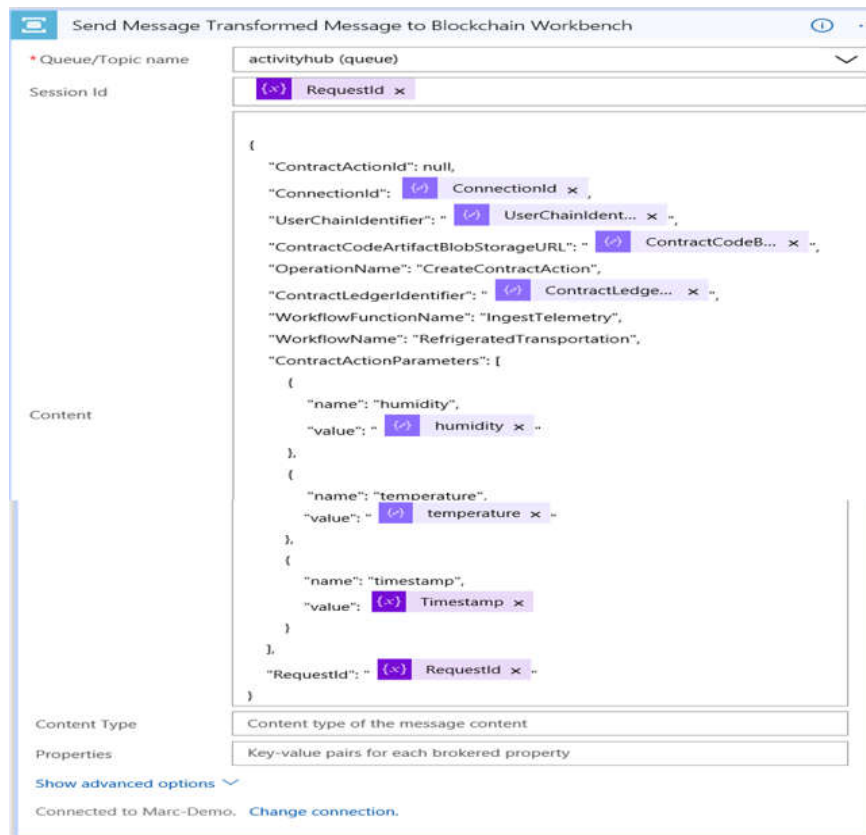 Send Message Transformed Message to Blockchain Workbench
* Queue/Topic name activityhub (queue)
Session Id {x} RequestId ×
Content
{
"ContractActionId": null,
"ConnectionId": ConnectionId × ,
"UserChainIdentifier": " UserChainIdent... × ",
"ContractCodeArtifactBlobStorageURL": " ContractCodeB... × ",
"OperationName": "CreateContractAction",
"ContractLedgerIdentifier": " ContractLedge... × ",
"WorkflowFunctionName": "IngestTelemetry",
"WorkflowName": "RefrigeratedTransportation",
"ContractActionParameters": [
{
"name": "humidity",
"value": " humidity × "
},
{
"name": "temperature",
"value": " temperature × "
},
{
"name": "timestamp",
"value": {x} Timestamp ×
}
],
"RequestId": " {x} RequestId × "
}
Content Type Content type of the message content
Properties Key-value pairs for each brokered property
Show advanced options
Connected to Marc-Demo. Change connection.